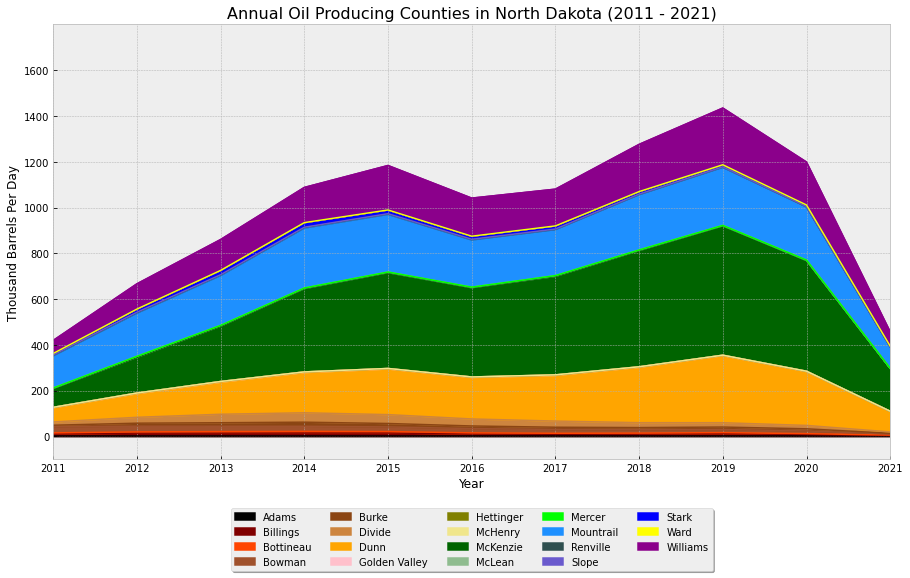 Annual Oil Producing Counties in North Dakota (2011 - 2021)
1600
1400
1200
1000
800
600
400
200
0
Thousand Barrels Per Day
2011 2012 2013 2014 2015 2016 2017 2018 2019 2020 2021
Year
Adams Burke Hettinger Mercer Stark
Billings Divide McHenry Mountrail Ward
Bottineau Dunn McKenzie Renville Williams
Bowman Golden Valley McLean Slope